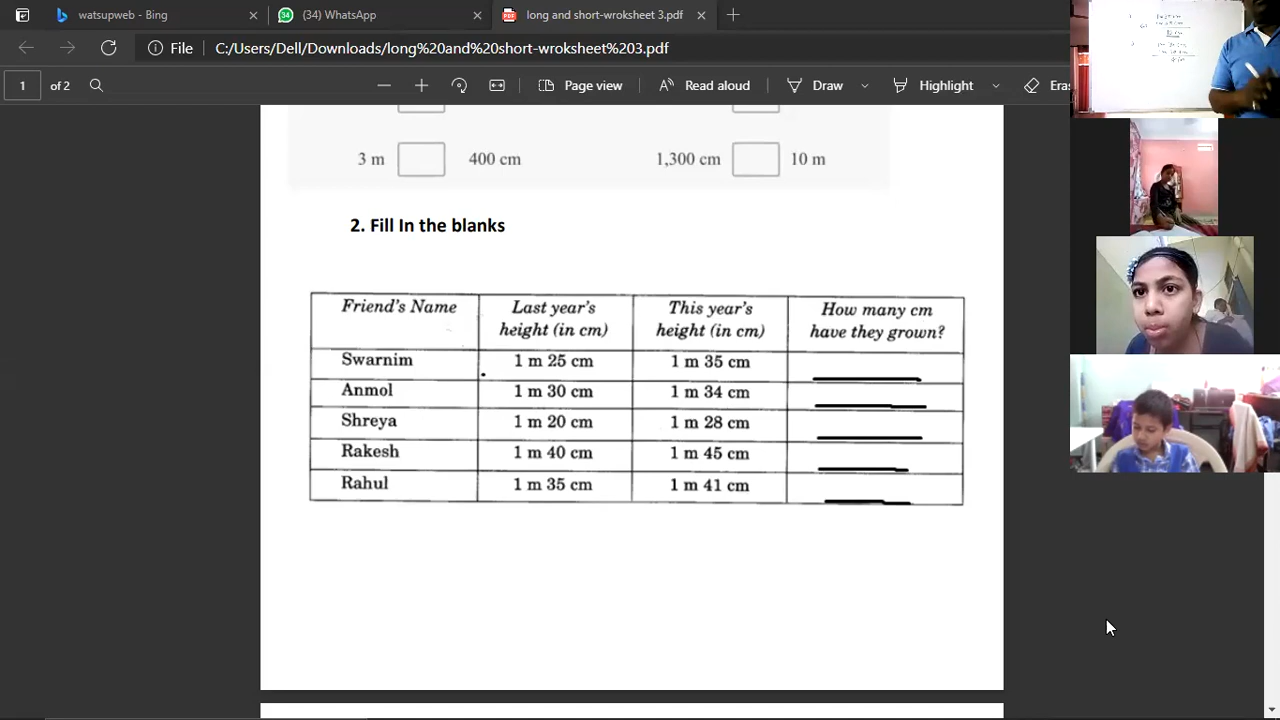 watsupweb - Bing
(34) WhatsApp
long and short-wroksheet 3.pdf
File
C:/Users/Dell/Downloads/long%20and%20short-wroksheet%203.pdf
1 of 2
Page view
Read aloud
Draw
Highlight
3 m 400 cm 1,300 cm 10 m
2. Fill In the blanks
Friend's Name Last year's height (in cm) This year's height (in cm) How many cm have they grown?
Swarnim 1 m 25 cm 1 m 35 cm
Anmol 1 m 30 cm 1 m 34 cm
Shreya 1 m 20 cm 1 m 28 cm
Rakesh 1 m 40 cm 1 m 45 cm
Rahul 1 m 35 cm 1 m 41 cm